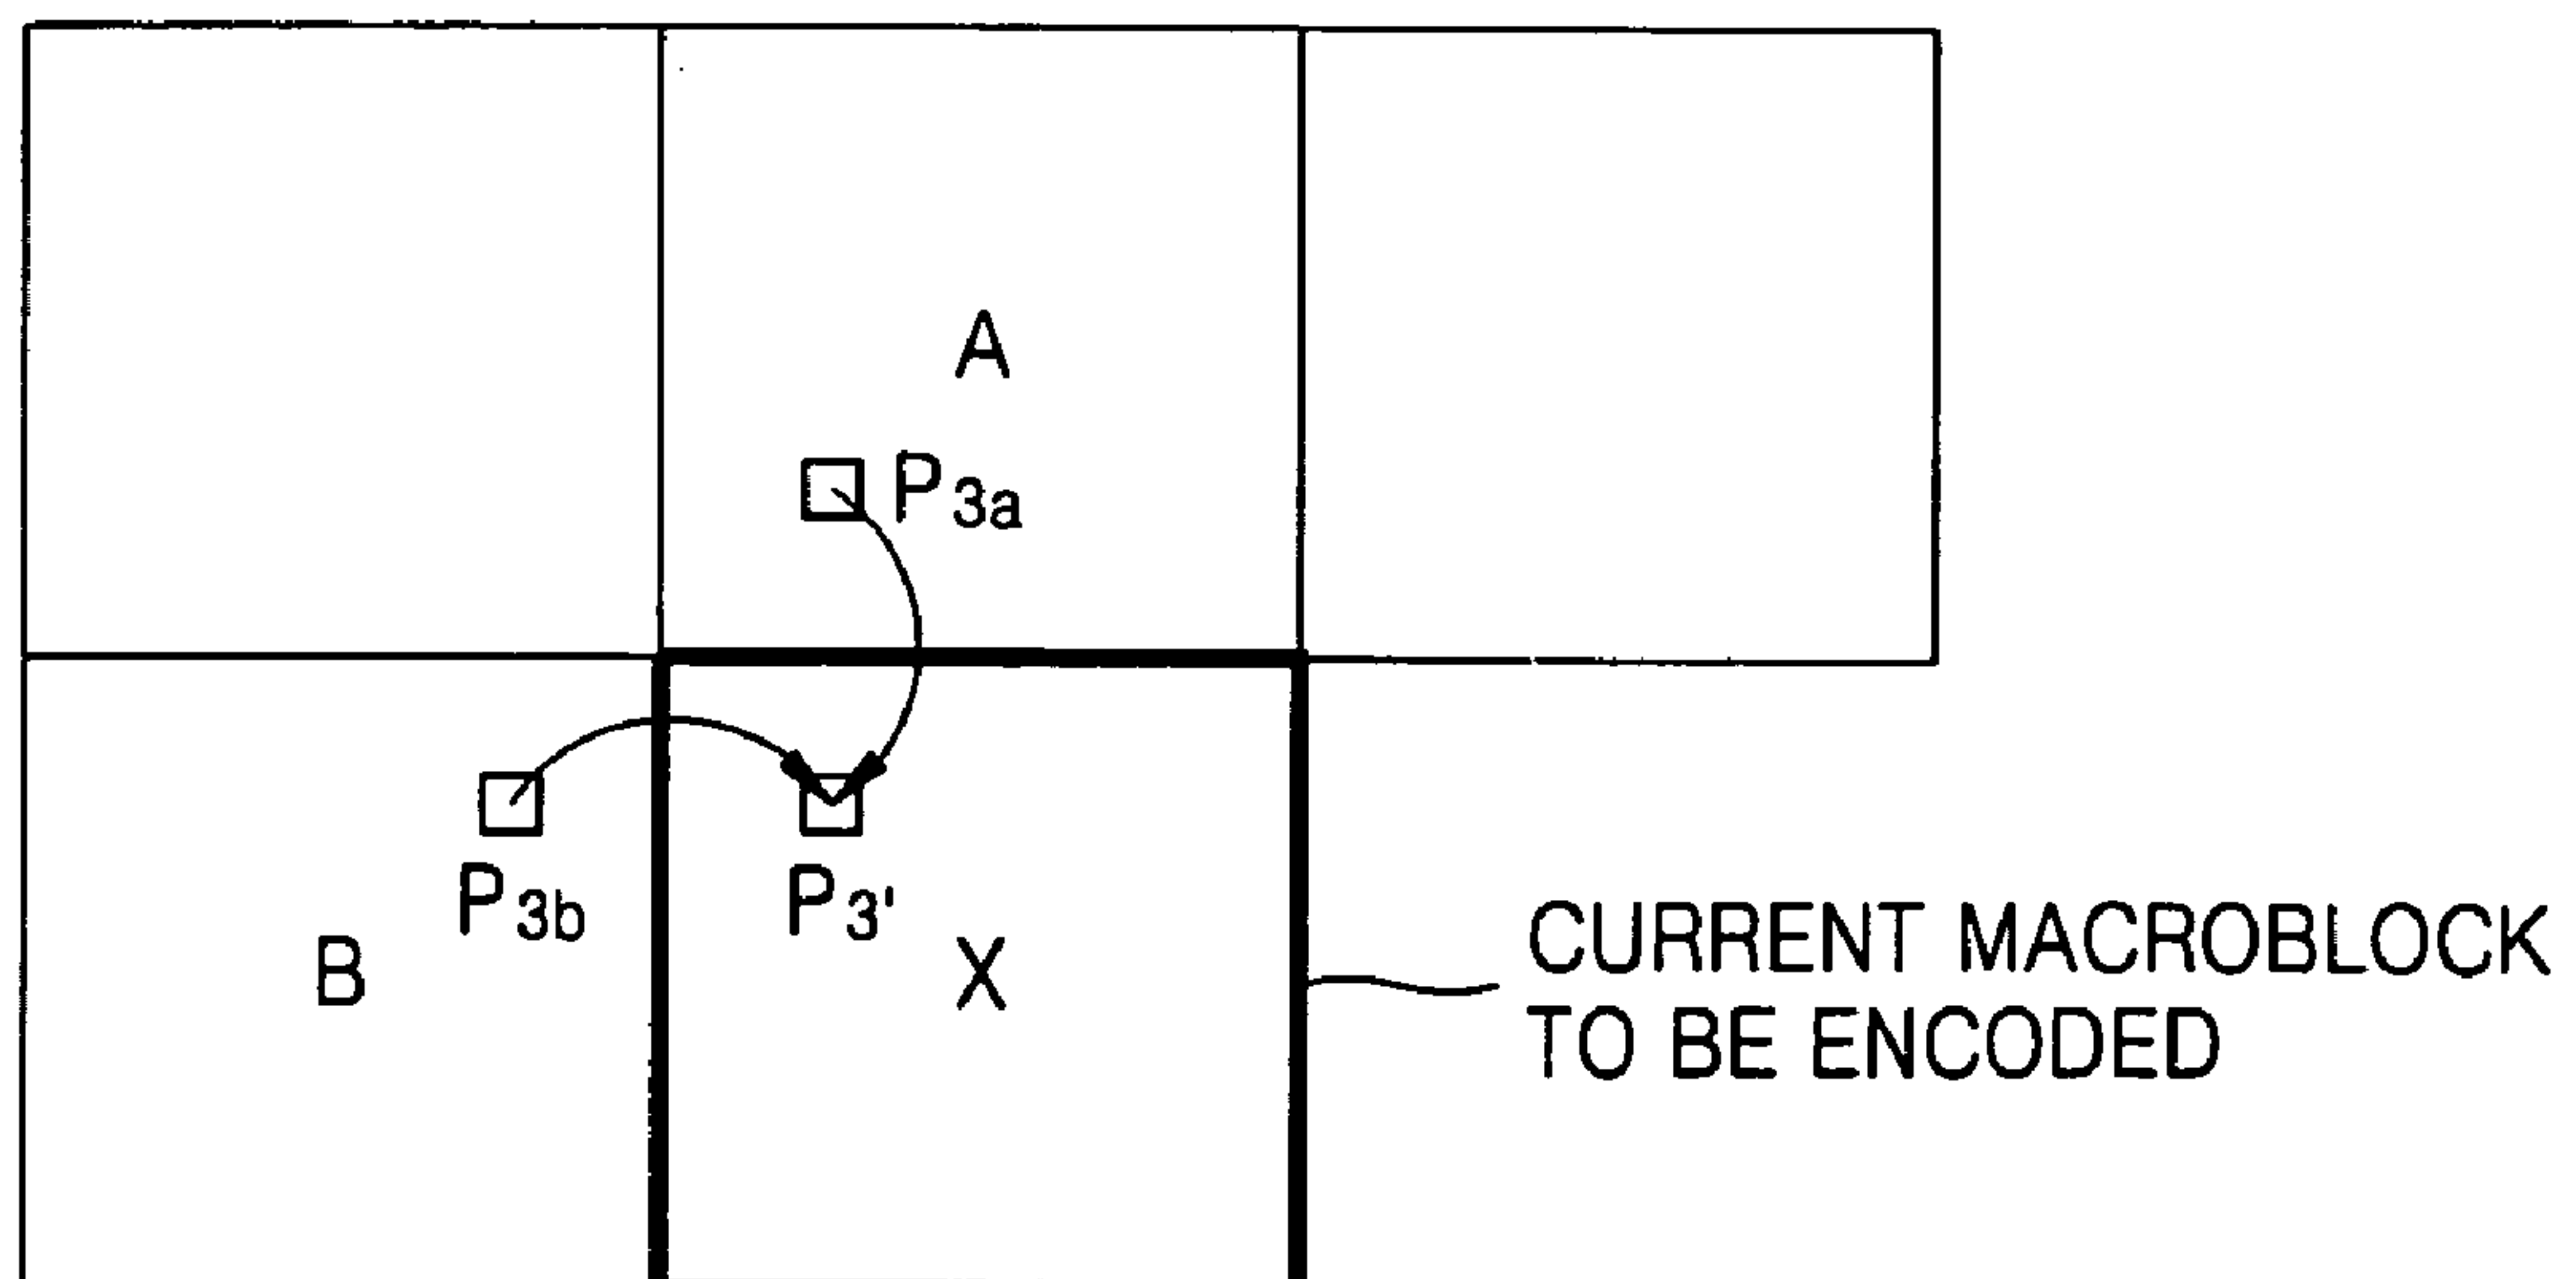 A
P3a
P3b
P3'
B
X
CURRENT MACROBLOCK
TO BE ENCODED